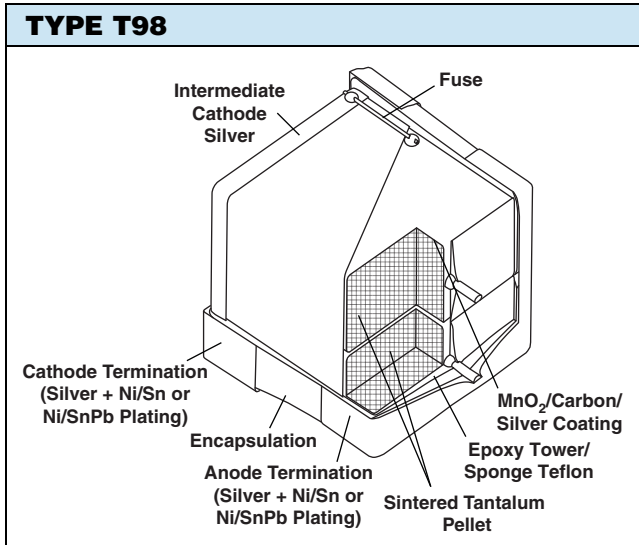 TYPE T98
Fuse
Intermediate
Cathode
Silver
Cathode Termination
(Silver + Ni/Sn or
Ni/SnPb Plating)
Encapsulation
Anode Termination
(Silver + Ni/Sn or
Ni/SnPb Plating)
MnO₂/Carbon/
Silver Coating
Epoxy Tower/
Sponge Teflon
Sintered Tantalum
Pellet